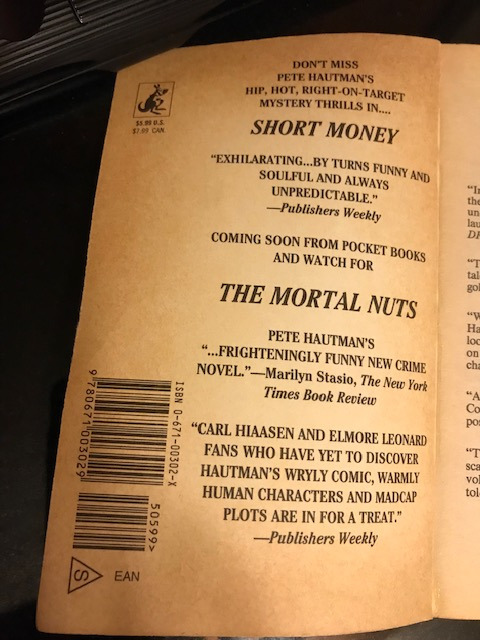 DON'T MISS
PETE HAUTMAN'S
HIP, HOT, RIGHT-ON-TARGET
MYSTERY THRILLS IN....
SHORT MONEY
"EXHILARATING...BY TURNS FUNNY AND
SOULFUL AND ALWAYS
UNPREDICTABLE."
—Publishers Weekly
COMING SOON FROM POCKET BOOKS
AND WATCH FOR
THE MORTAL NUTS
PETE HAUTMAN'S
"...FRIGHTENINGLY FUNNY NEW CRIME
NOVEL."—Marilyn Stasio, The New York
Times Book Review
"CARL HIAASEN AND ELMORE LEONARD
FANS WHO HAVE YET TO DISCOVER
HAUTMAN'S WRYLY COMIC, WARMLY
HUMAN CHARACTERS AND MADCAP
PLOTS ARE IN FOR A TREAT."
—Publishers Weekly
$5.99 U.S.
$7.99 CAN.
ISBN 0-671-00302-X
9 780671 003029
50599>
S
EAN